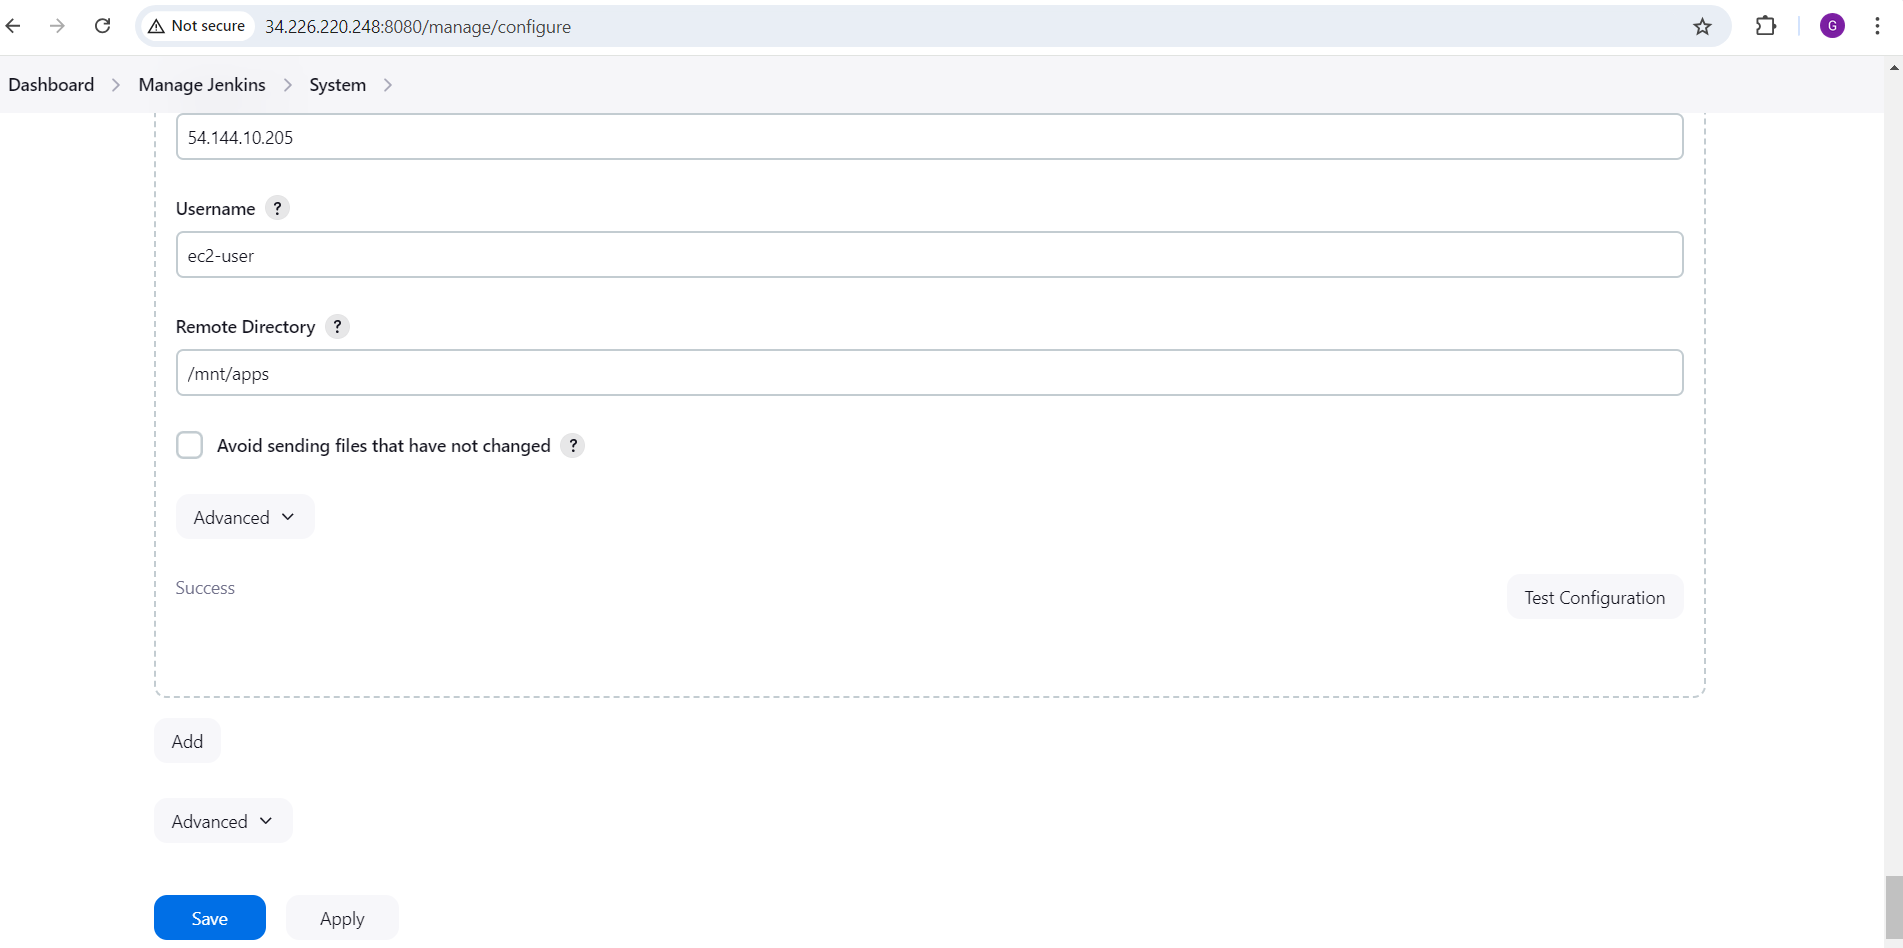 Not secure 34.226.220.248:8080/manage/configure G
Dashboard Manage Jenkins System
54.144.10.205
Username ?
ec2-user
Remote Directory ?
/mnt/apps
Avoid sending files that have not changed ?
Advanced
Success
Test Configuration
Add
Advanced
Save Apply